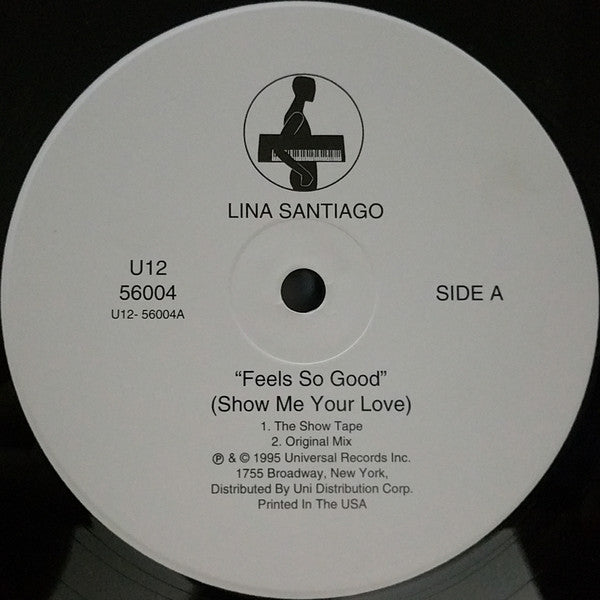 LINA SANTIAGO
U12
56004
U12- 56004A
SIDE A
“Feels So Good”
(Show Me Your Love)
1. The Show Tape
2. Original Mix
℗ & © 1995 Universal Records Inc.
1755 Broadway, New York,
Distributed By Uni Distribution Corp.
Printed In The USA